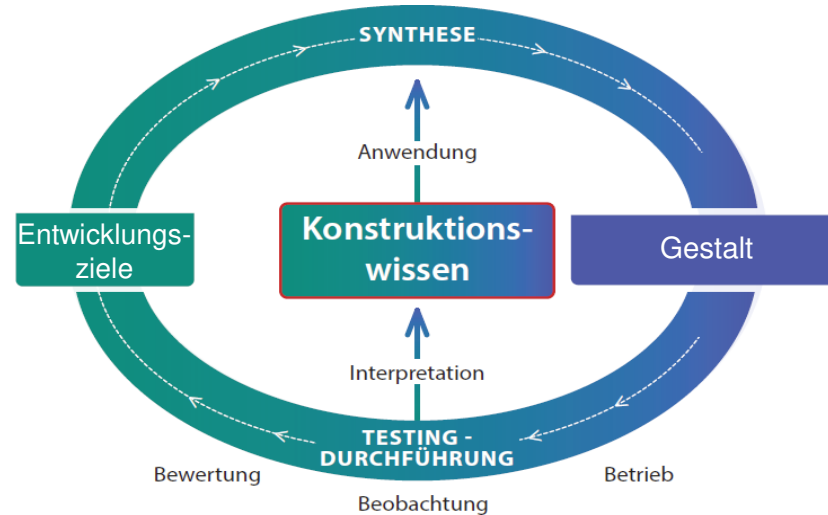 SYNTHESE
Anwendung
Entwicklungs-
ziele
Konstruktions-
wissen
Gestalt
Interpretation
TESTING -
DURCHFÜHRUNG
Bewertung
Beobachtung
Betrieb